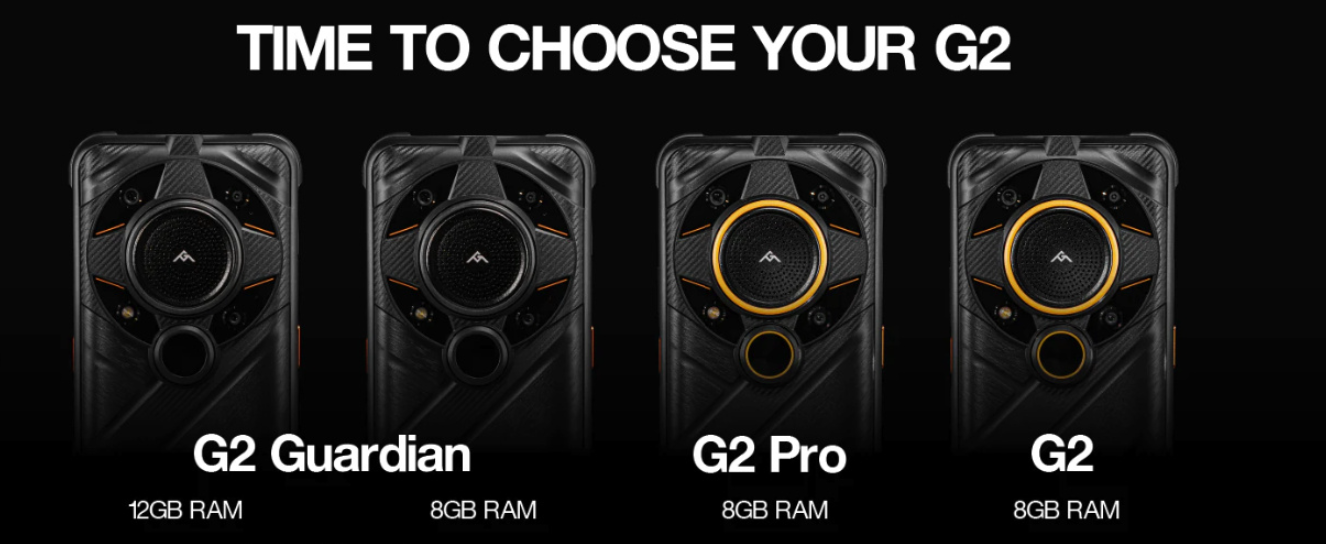 TIME TO CHOOSE YOUR G2
G2 Guardian
G2 Pro
G2
12GB RAM
8GB RAM
8GB RAM
8GB RAM